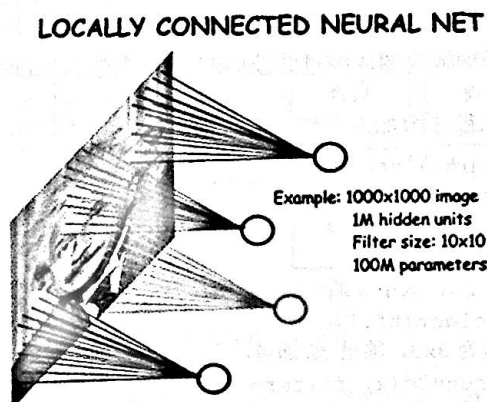 LOCALLY CONNECTED NEURAL NET
Example: 1000x1000 image
1M hidden units
Filter size: 10x10
100M parameters